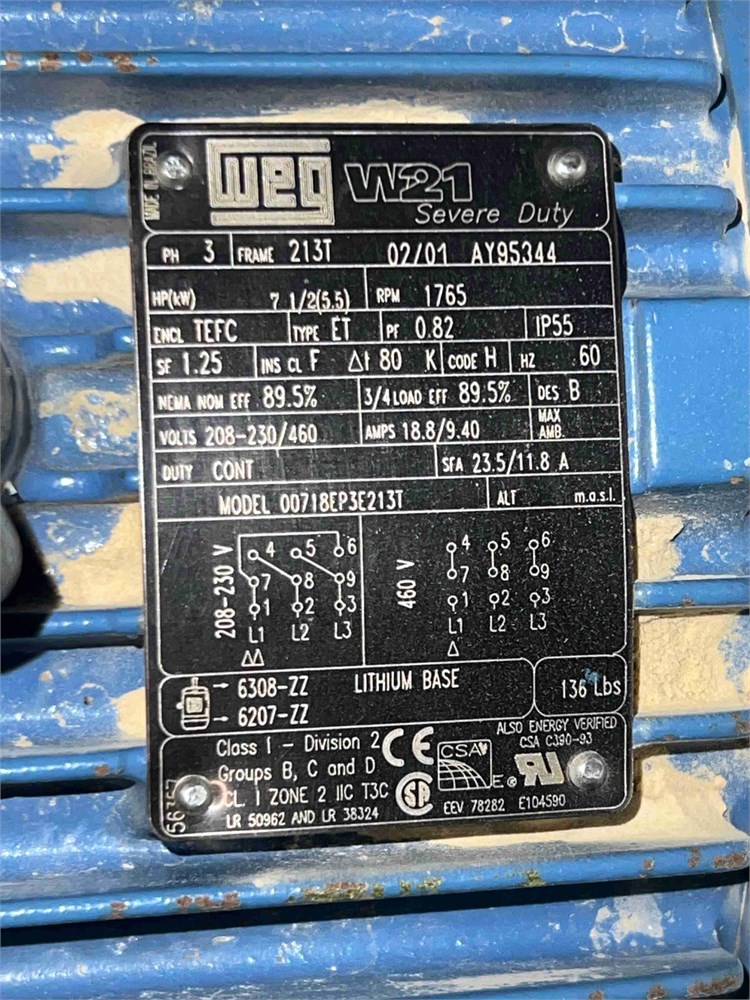 MADE IN BRAZIL
WEG W21
Severe Duty
PH 3 FRAME 213T 02/01 AY95344
HP(kW) 7 1/2(5.5) RPM 1765
ENCL TEFC TYPE ET PF 0.82 IP55
SF 1.25 INS CL F Δt 80 K CODE H HZ 60
NEMA NOM EFF 89.5% 3/4 LOAD EFF 89.5% DES B
VOLTS 208-230/460 AMPS 18.8/9.40 MAX AMB.
DUTY CONT SFA 23.5/11.8 A
MODEL 00718EP3E213T ALT m.a.s.l.
208-230 V
4 5 6
7 8 9
1 2 3
L1 L2 L3
ΔΔ
460 V
4 5 6
7 8 9
1 2 3
L1 L2 L3
Δ
6308-ZZ LITHIUM BASE
6207-ZZ
136 Lbs
Class I - Division 2
Groups B, C and D
CL. I ZONE 2 IIC T3C
LR 50962 AND LR 38324
CE
CSA
E
ALSO ENERGY VERIFIED
CSA C390-93
EEV 78282 E104590